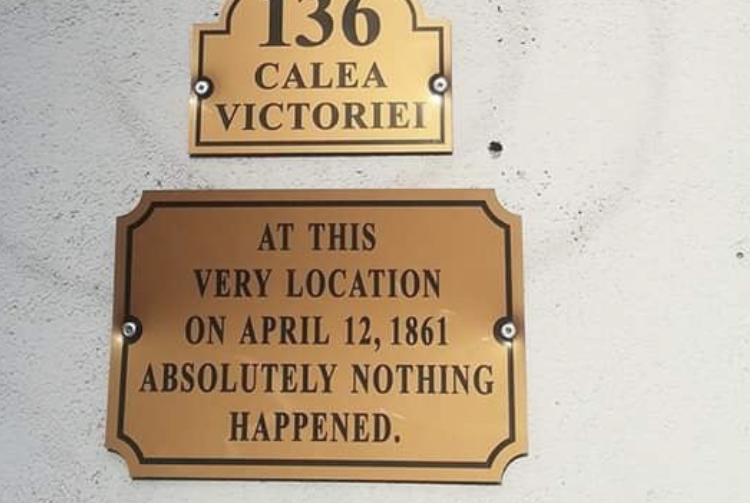 136
CALEA
VICTORIEI
AT THIS
VERY LOCATION
ON APRIL 12, 1861
ABSOLUTELY NOTHING
HAPPENED.